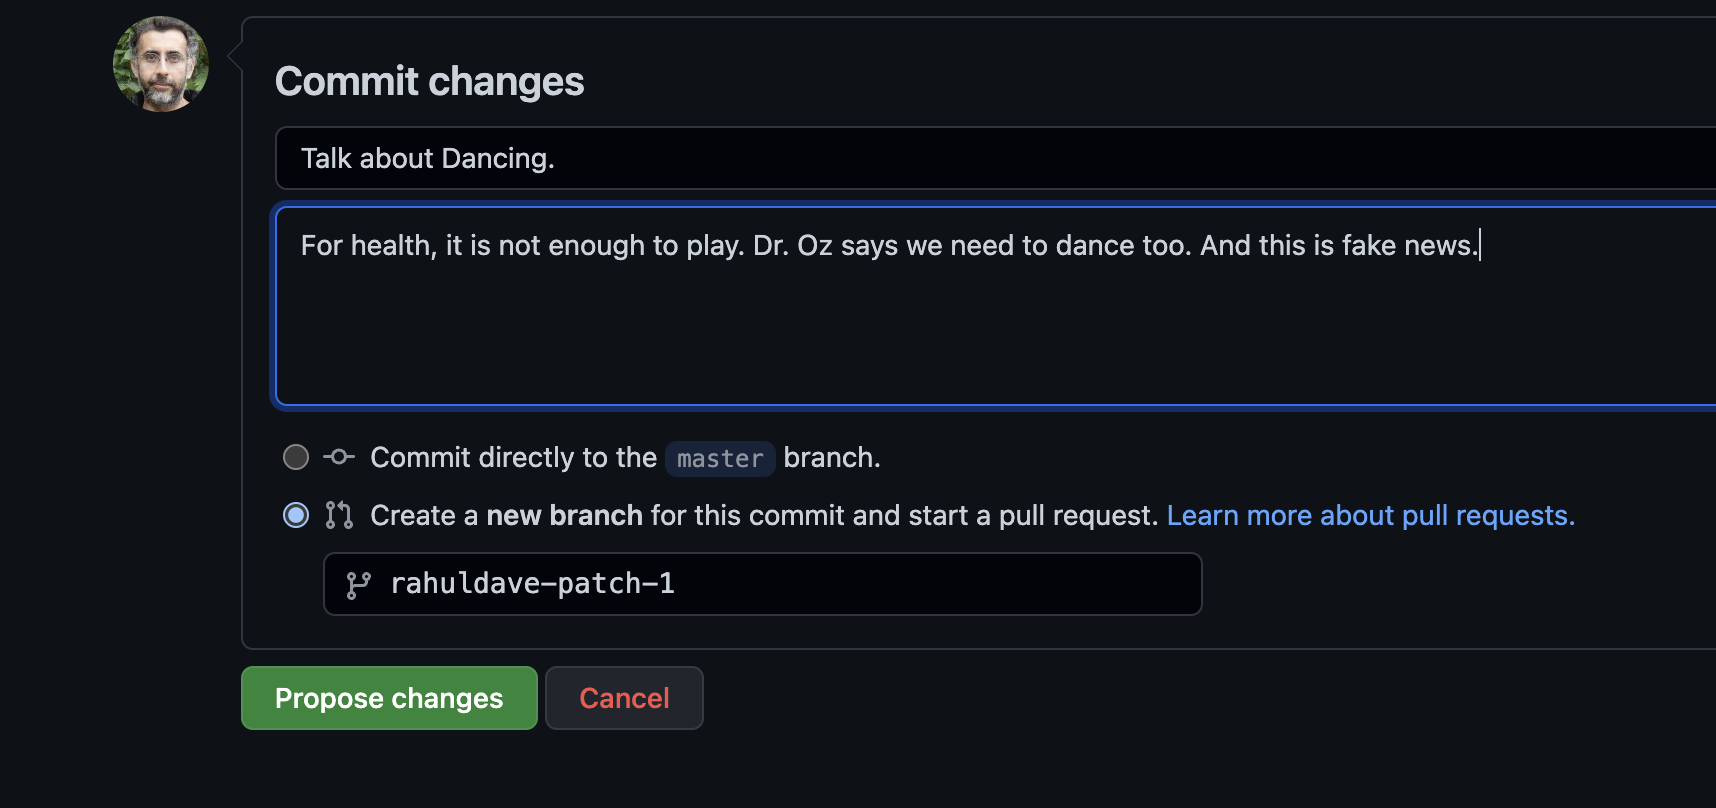 Commit changes
Talk about Dancing.
For health, it is not enough to play. Dr. Oz says we need to dance too. And this is fake news.
Commit directly to the master branch.
Create a new branch for this commit and start a pull request. Learn more about pull requests.
rahuldave-patch-1
Propose changes Cancel